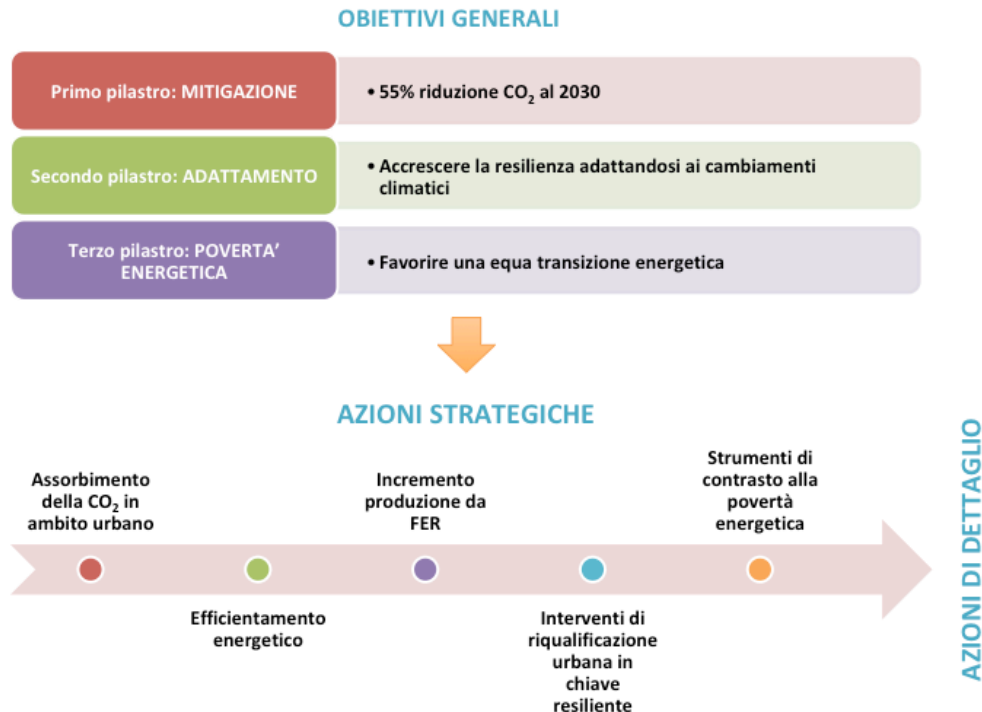 OBIETTIVI GENERALI
Primo pilastro: MITIGAZIONE
• 55% riduzione CO₂ al 2030
Secondo pilastro: ADATTAMENTO
• Accrescere la resilienza adattandosi ai cambiamenti
climatici
Terzo pilastro: POVERTA’
ENERGETICA
• Favorire una equa transizione energetica
AZIONI STRATEGICHE
Assorbimento
della CO₂ in
ambito urbano
Efficientamento
energetico
Incremento
produzione da
FER
Interventi di
riqualificazione
urbana in
chiave
resiliente
Strumenti di
contrasto alla
povertà
energetica
AZIONI DI DETTAGLIO